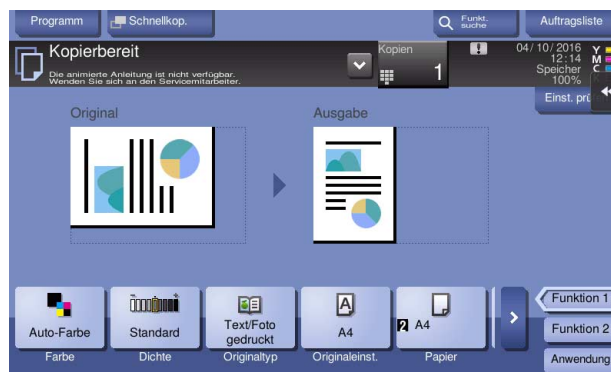 Programm
Schnellkop.
Funkt.
suche
Auftragsliste
Kopierbereit
Die animierte Anleitung ist nicht verfügbar.
Wenden Sie sich an den Servicemitarbeiter.
Kopien
1
04/10/2016
12:14
Speicher
100%
Y
M
C
Einst.
Original
Ausgabe
Auto-Farbe
Standard
Text/Foto
gedruckt
A
A4
2 A4
Farbe
Dichte
Originaltyp
Originaleinst.
Papier
Funktion 1
Funktion 2
Anwendung